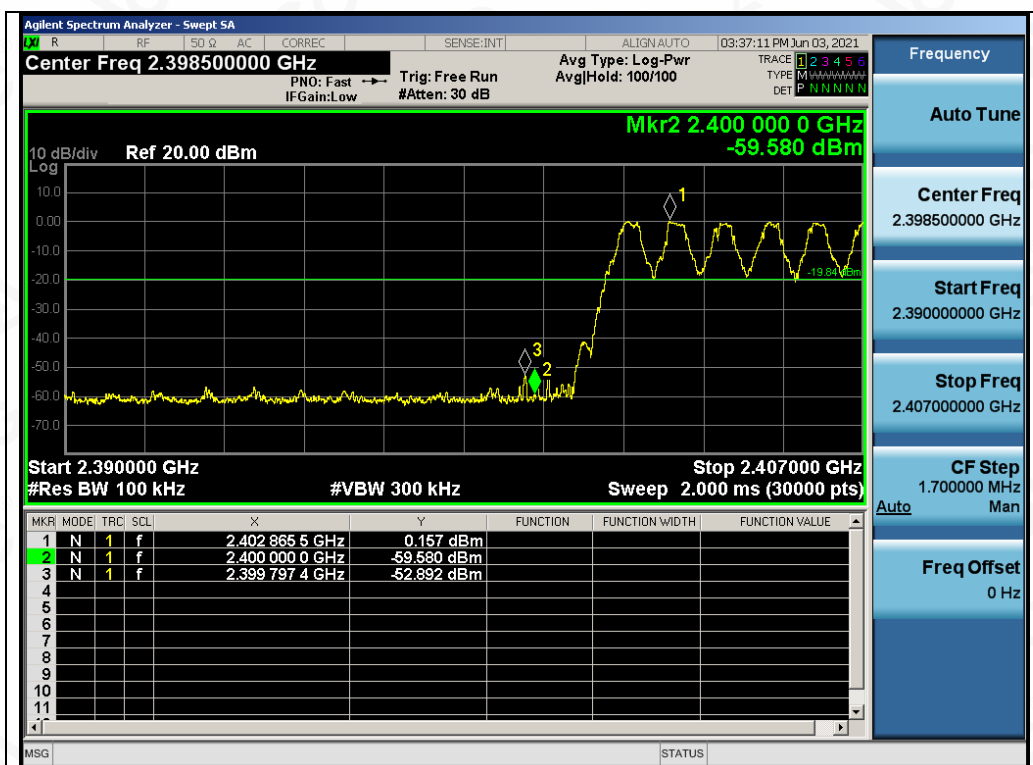 Agilent Spectrum Analyzer - Swept SA
LXI R RF 50 Ω AC CORREC SENSE:INT ALIGN AUTO 03:37:11 PM Jun 03, 2021
Center Freq 2.398500000 GHz
PNO: Fast
IFGain:Low
Trig: Free Run
#Atten: 30 dB
Avg Type: Log-Pwr
Avg|Hold: 100/100
TRACE 1 2 3 4 5 6
TYPE M W W W W W
DET P N N N N N
Mkr2 2.400 000 0 GHz
-59.580 dBm
10 dB/div Ref 20.00 dBm
Log
10.0
0.00
-10.0
-20.0
-30.0
-40.0
-50.0
-60.0
-70.0
1
-19.84 dBm
3
2
Start 2.390000 GHz Stop 2.407000 GHz
#Res BW 100 kHz #VBW 300 kHz Sweep 2.000 ms (30000 pts)
MKR MODE TRC SCL X Y FUNCTION FUNCTION WIDTH FUNCTION VALUE
1 N 1 f 2.402 865 5 GHz 0.157 dBm
2 N 1 f 2.400 000 0 GHz -59.580 dBm
3 N 1 f 2.399 797 4 GHz -52.892 dBm
4
5
6
7
8
9
10
11
MSG STATUS
Frequency
Auto Tune
Center Freq
2.398500000 GHz
Start Freq
2.390000000 GHz
Stop Freq
2.407000000 GHz
CF Step
1.700000 MHz
Auto Man
Freq Offset
0 Hz